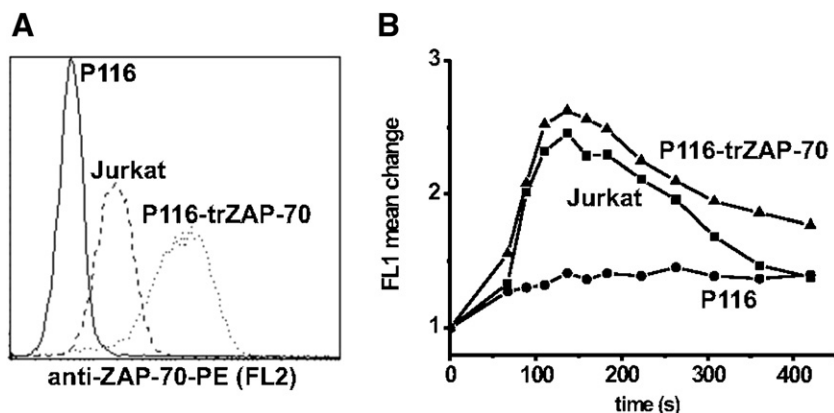 A
P116
Jurkat
P116-trZAP-70
anti-ZAP-70-PE (FL2)
B
3
2
1
FL1 mean change
P116-trZAP-70
Jurkat
P116
0 100 200 300 400
time (s)